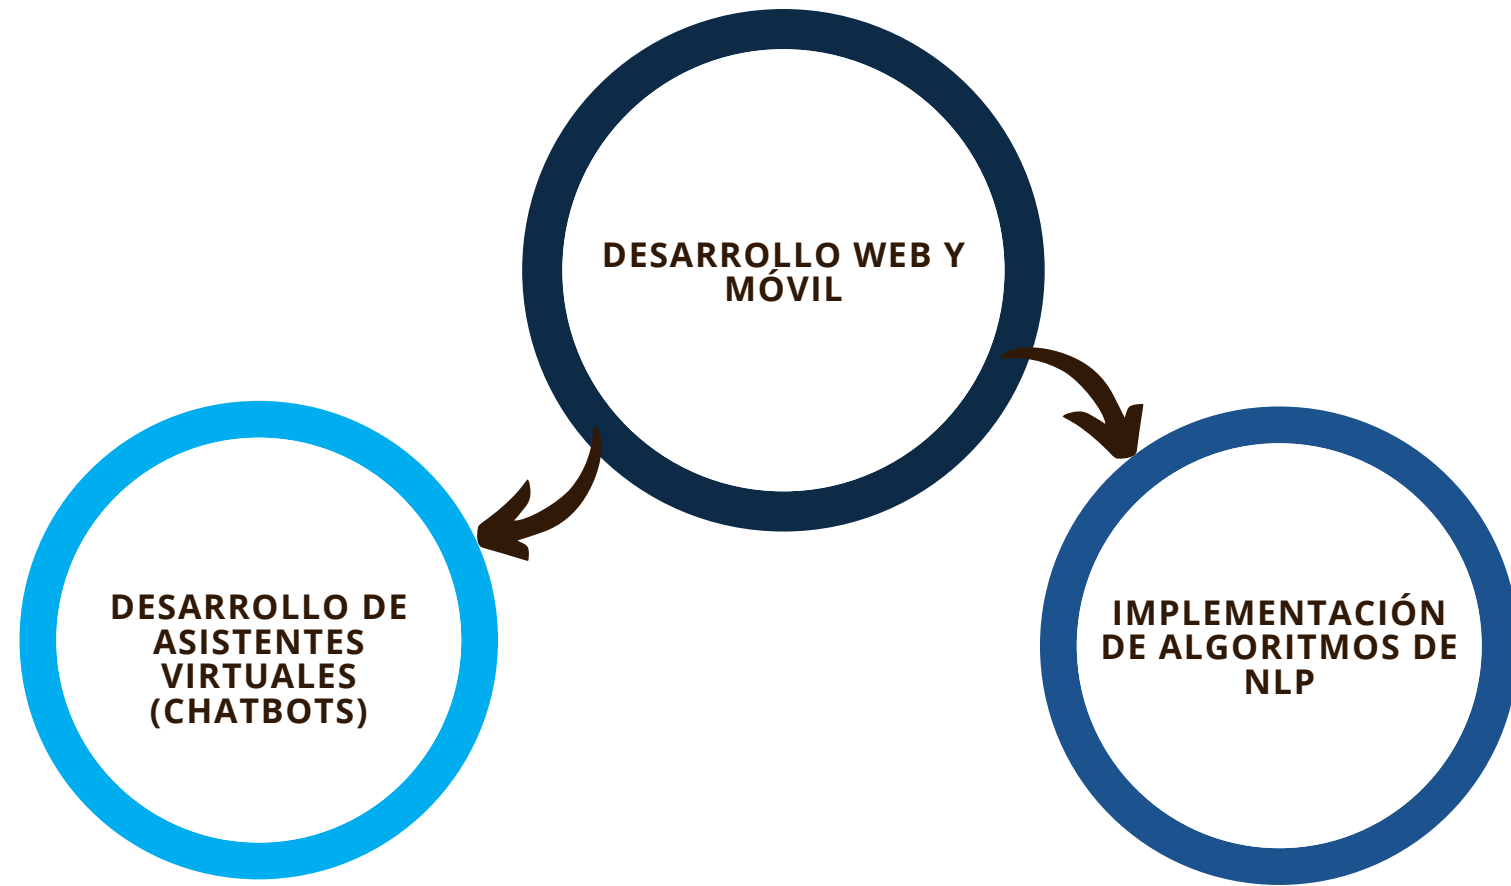 DESARROLLO WEB Y
MÓVIL
DESARROLLO DE
ASISTENTES
VIRTUALES
(CHATBOTS)
IMPLEMENTACIÓN
DE ALGORITMOS DE
NLP